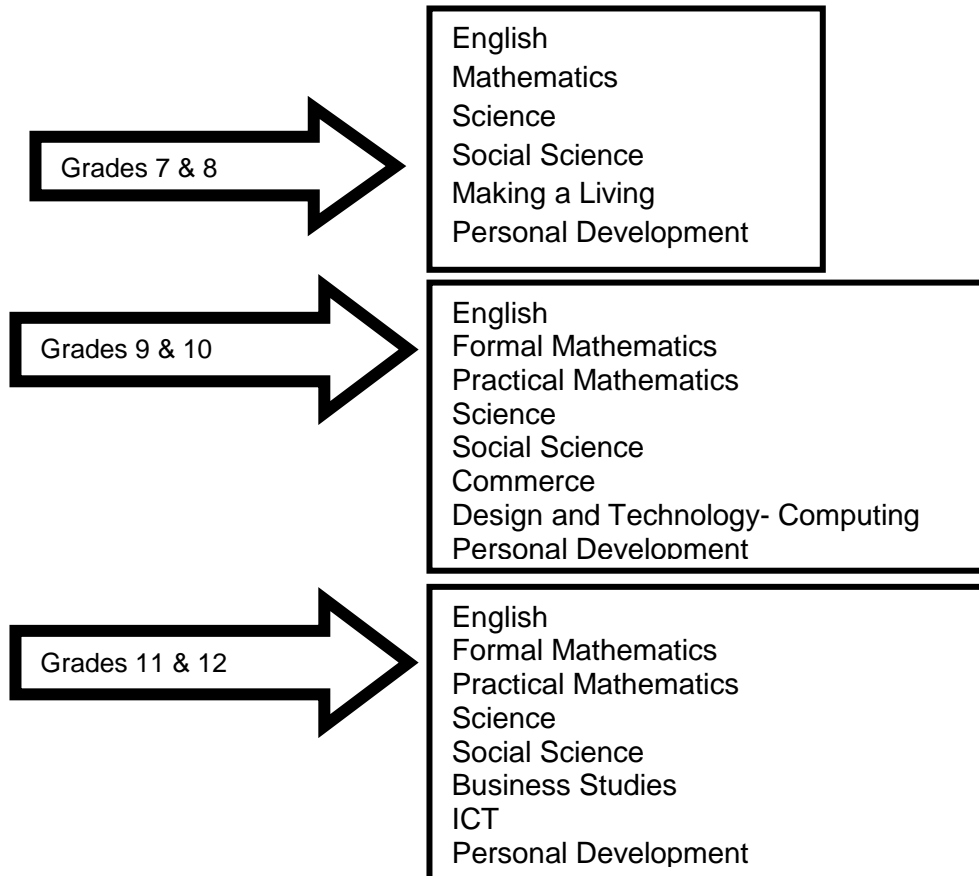 Grades 7 & 8
English
Mathematics
Science
Social Science
Making a Living
Personal Development
Grades 9 & 10
English
Formal Mathematics
Practical Mathematics
Science
Social Science
Commerce
Design and Technology- Computing
Personal Development
Grades 11 & 12
English
Formal Mathematics
Practical Mathematics
Science
Social Science
Business Studies
ICT
Personal Development